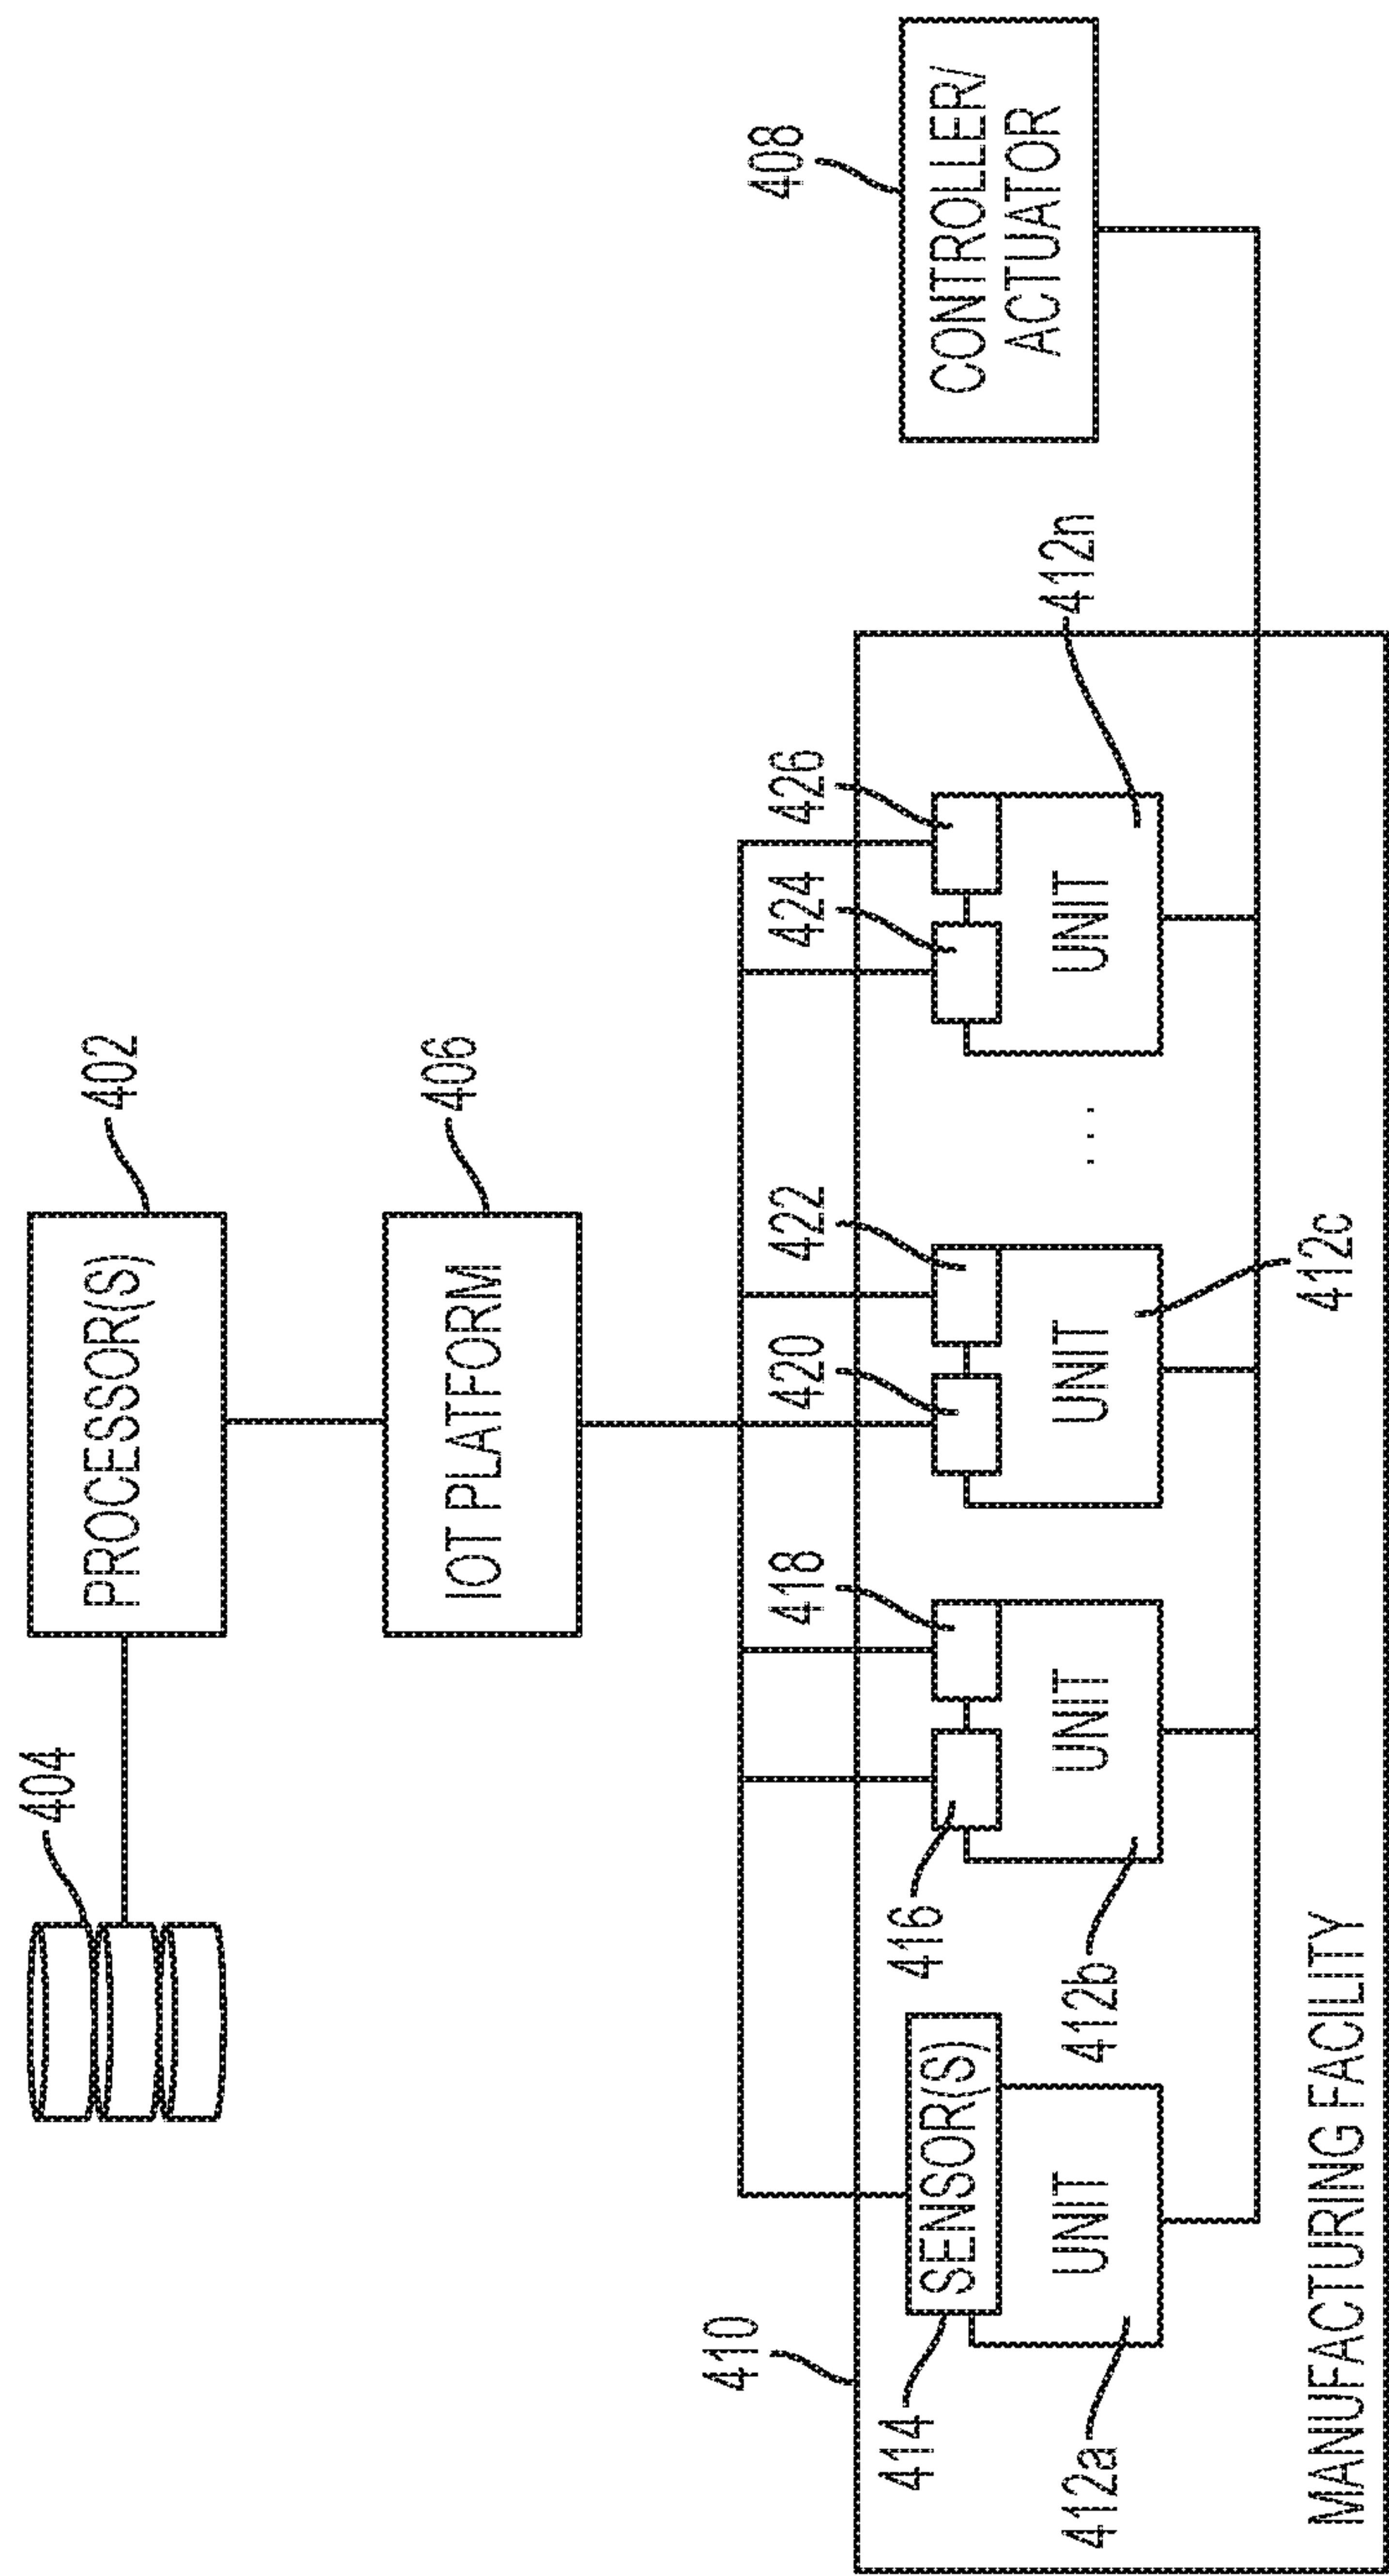 404
PROCESSOR(S)
402
IOT PLATFORM
406
408
CONTROLLER/
ACTUATOR
410
414
SENSOR(S)
UNIT
412a
416
418
UNIT
412b
420
422
UNIT
412c
. . .
424
426
UNIT
412n
MANUFACTURING FACILITY